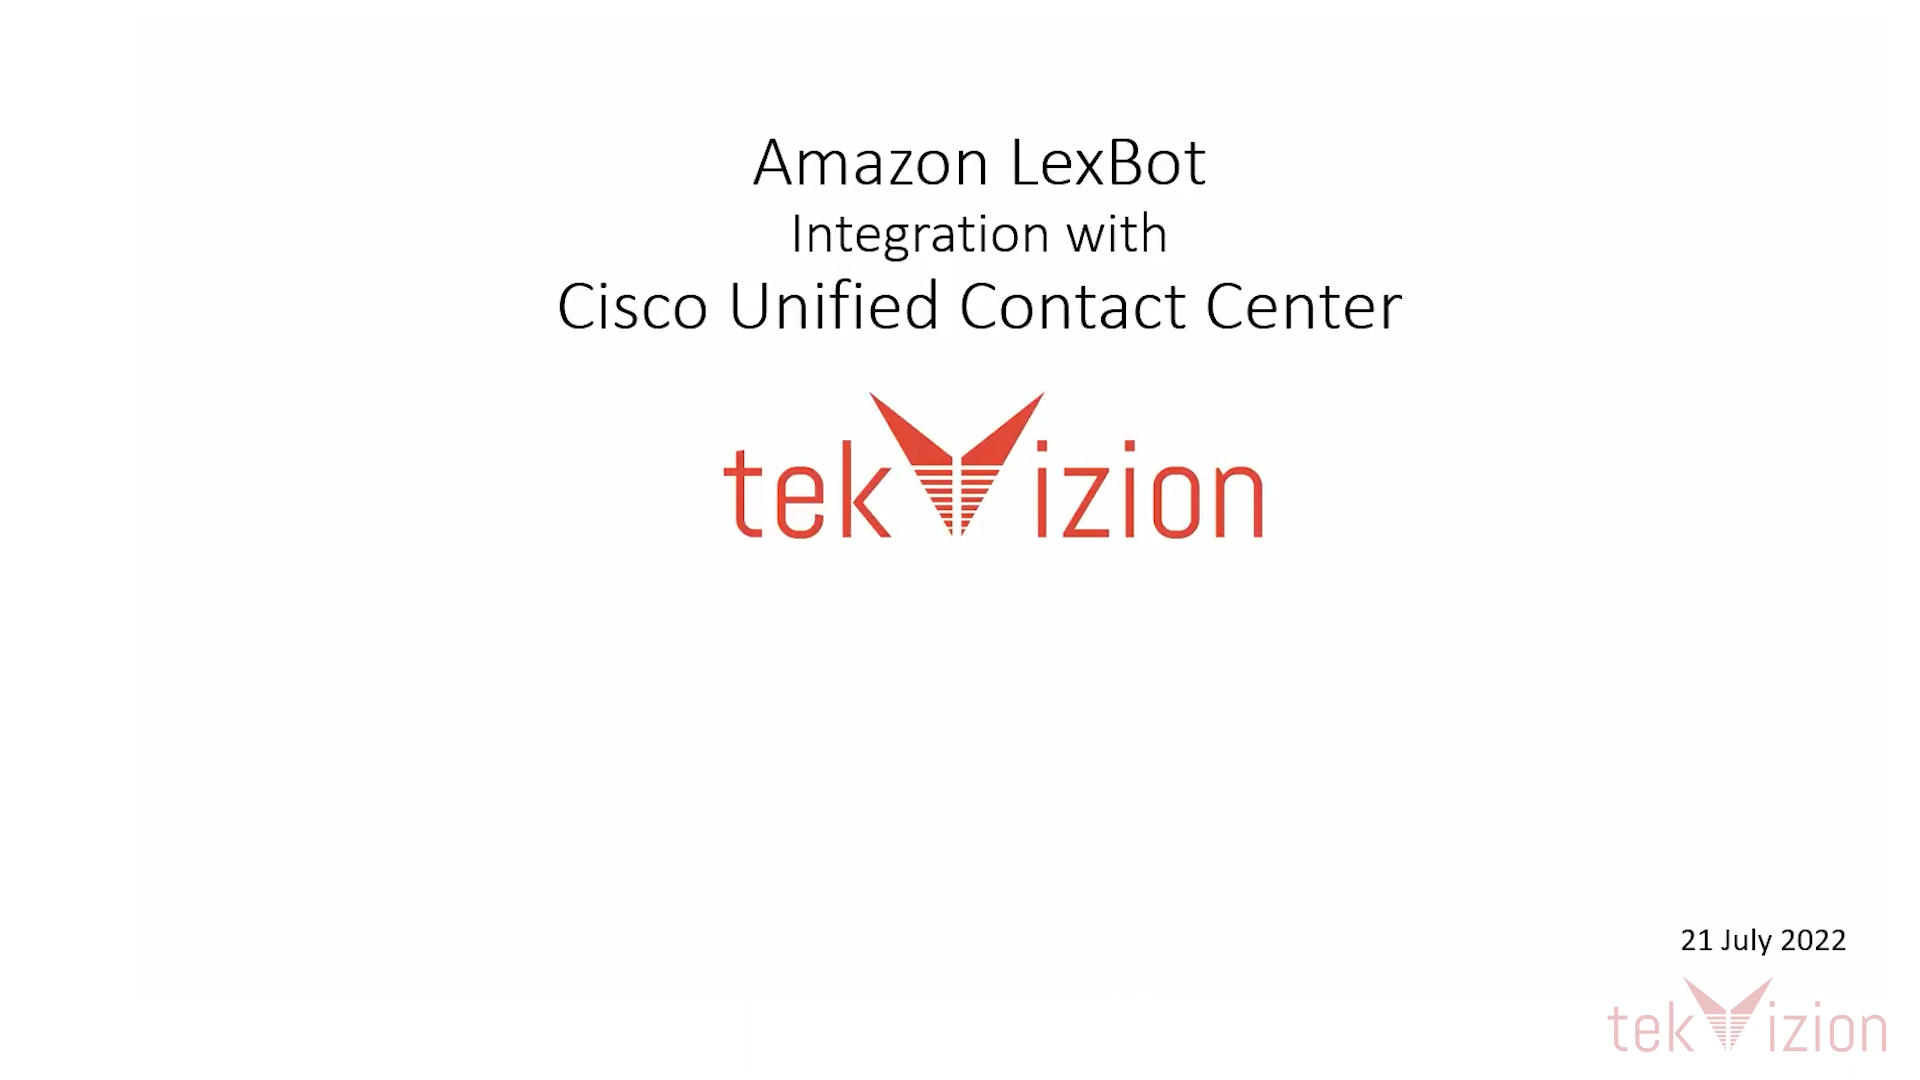 Amazon LexBot
Integration with
Cisco Unified Contact Center
tekVizion
21 July 2022
tekVizion